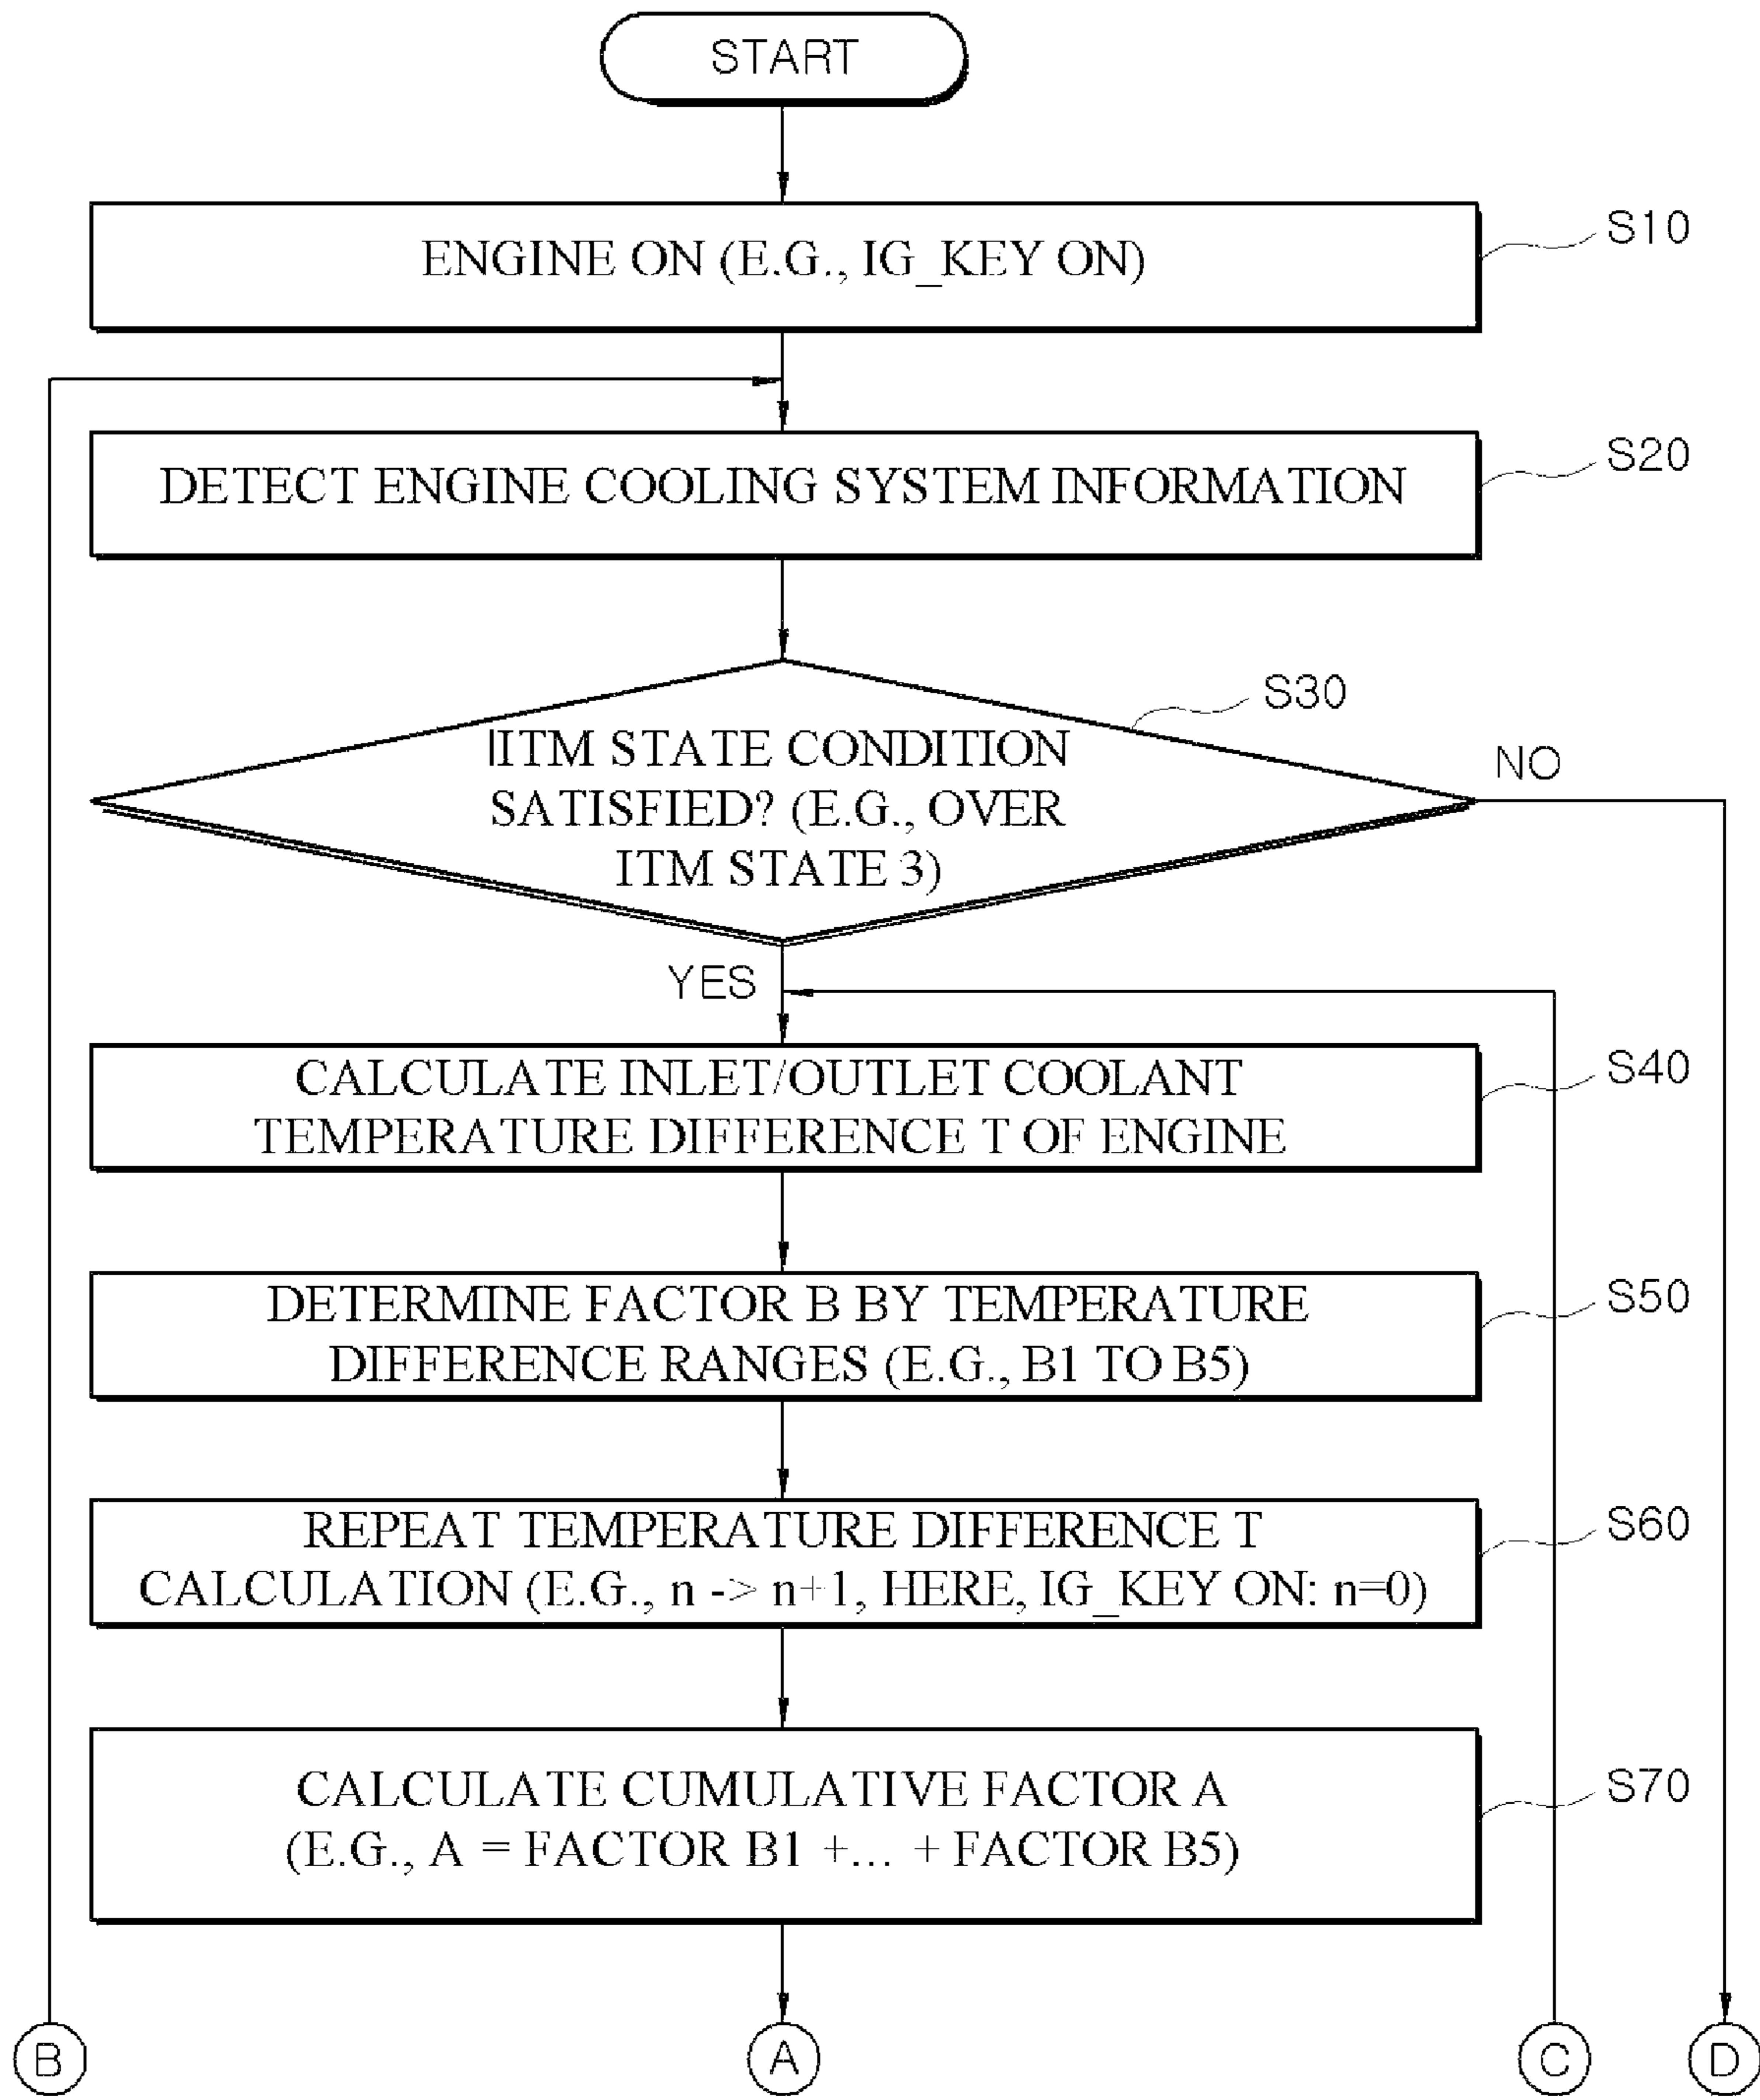 START
ENGINE ON (E.G., IG_KEY ON)
S10
DETECT ENGINE COOLING SYSTEM INFORMATION
S20
S30
ITM STATE CONDITION
SATISFIED? (E.G., OVER
ITM STATE 3)
NO
YES
CALCULATE INLET/OUTLET COOLANT
TEMPERATURE DIFFERENCE T OF ENGINE
S40
DETERMINE FACTOR B BY TEMPERATURE
DIFFERENCE RANGES (E.G., B1 TO B5)
S50
REPEAT TEMPERATURE DIFFERENCE T
CALCULATION (E.G., n -> n+1, HERE, IG_KEY ON: n=0)
S60
CALCULATE CUMULATIVE FACTOR A
(E.G., A = FACTOR B1 +... + FACTOR B5)
S70
B
A
C
D